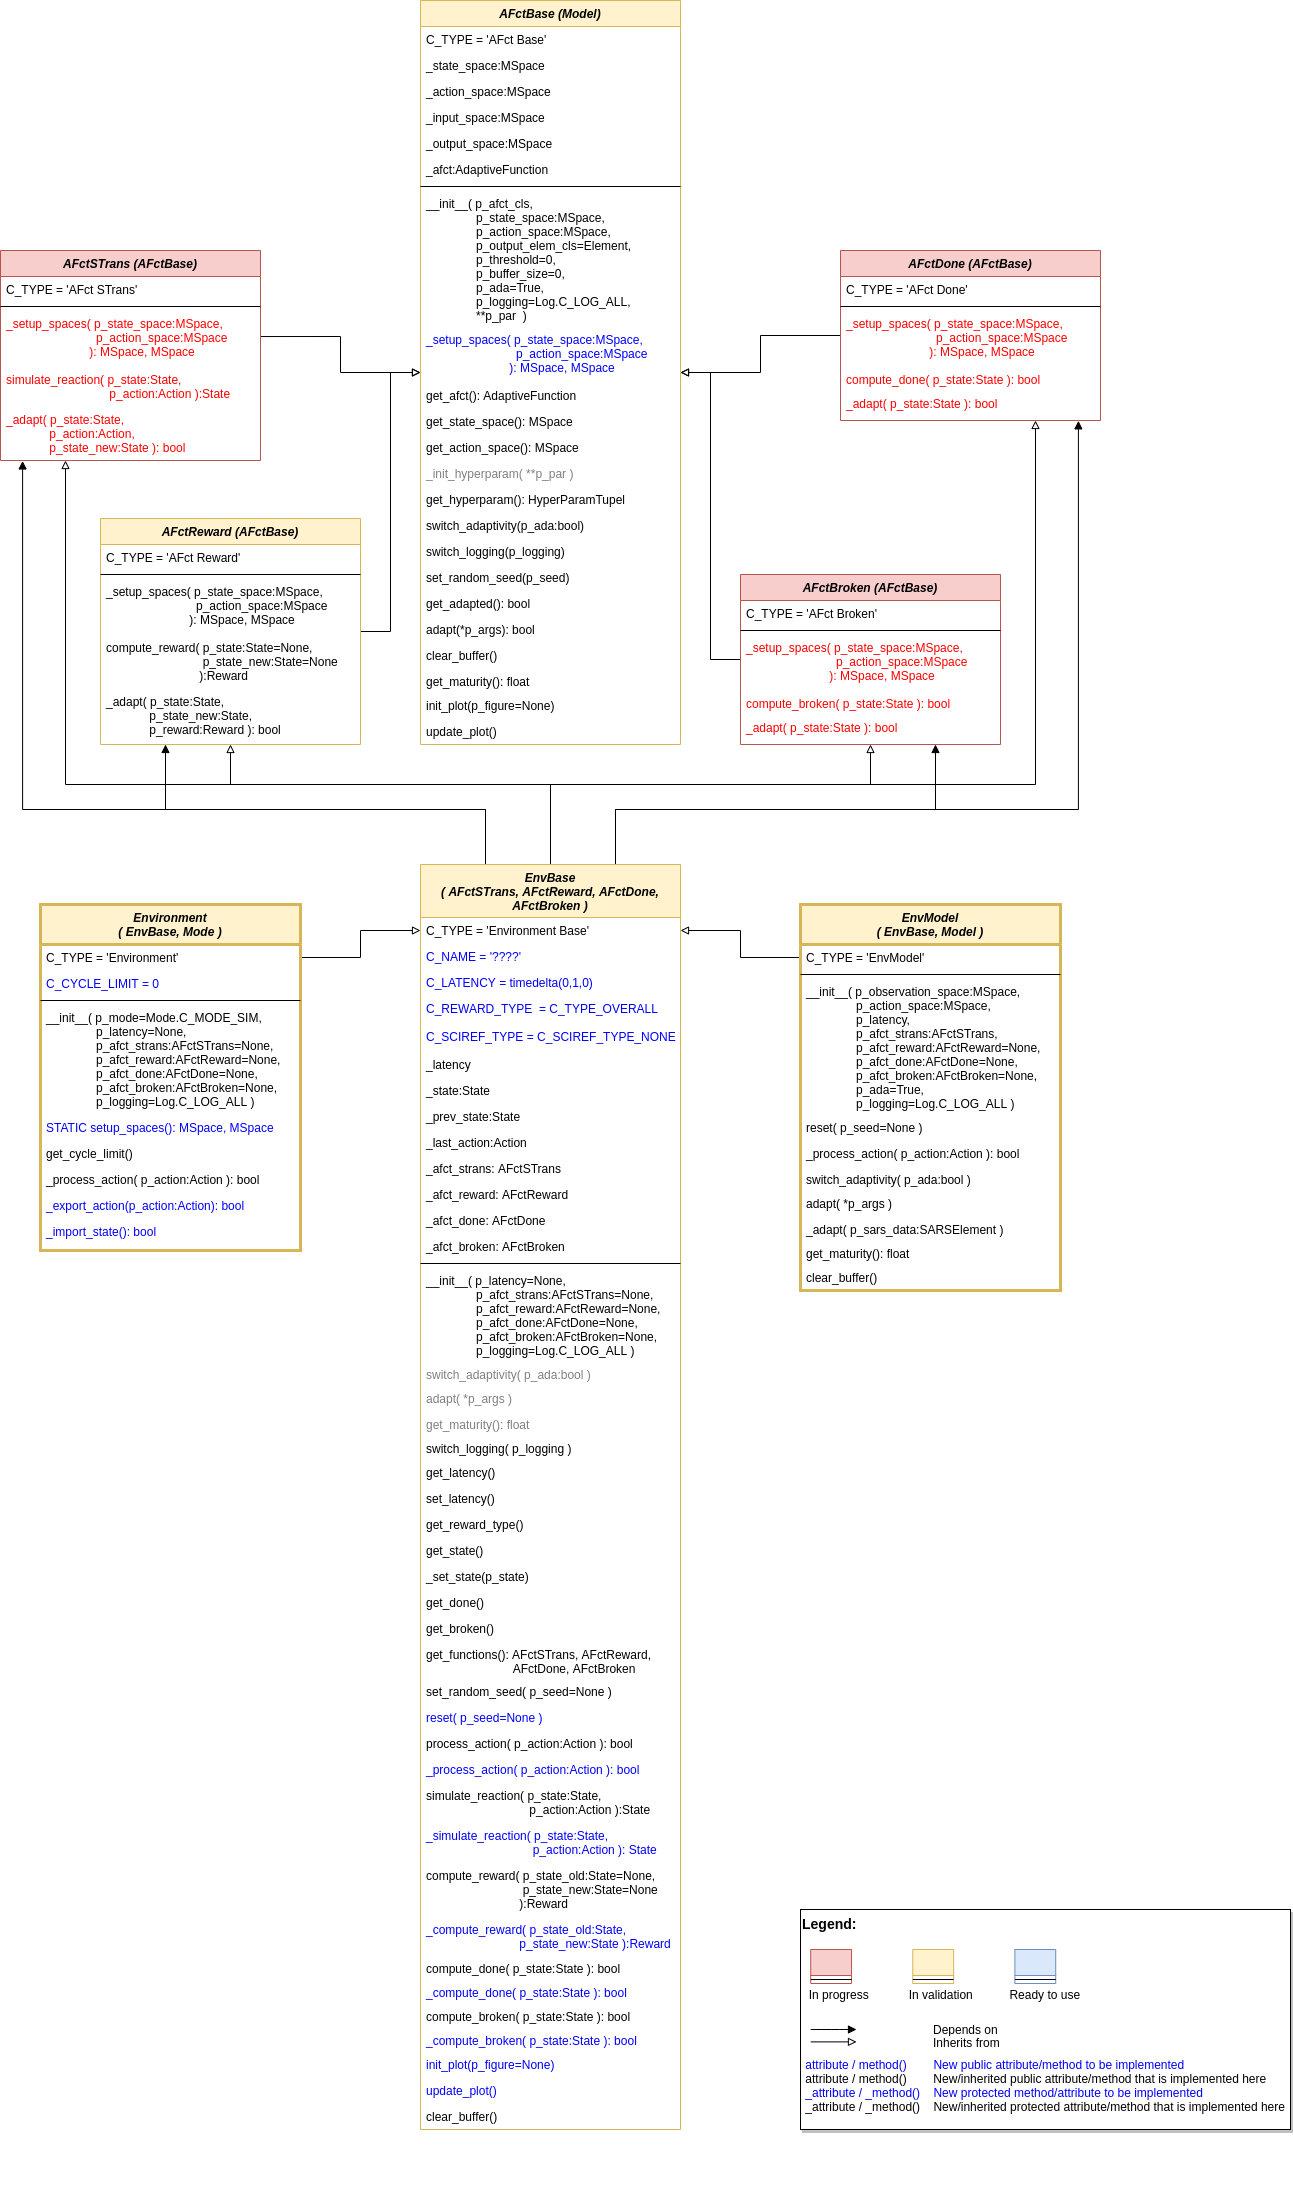 AFctBase (Model)
C_TYPE = 'AFct Base'
_state_space:MSpace
_action_space:MSpace
_input_space:MSpace
_output_space:MSpace
_afct:AdaptiveFunction
__init__( p_afct_cls,
p_state_space:MSpace,
p_action_space:MSpace,
p_output_elem_cls=Element,
p_threshold=0,
p_buffer_size=0,
p_ada=True,
p_logging=Log.C_LOG_ALL,
**p_par )
_setup_spaces( p_state_space:MSpace,
p_action_space:MSpace
): MSpace, MSpace
get_afct(): AdaptiveFunction
get_state_space(): MSpace
get_action_space(): MSpace
_init_hyperparam( **p_par )
get_hyperparam(): HyperParamTupel
switch_adaptivity(p_ada:bool)
switch_logging(p_logging)
set_random_seed(p_seed)
get_adapted(): bool
adapt(*p_args): bool
clear_buffer()
get_maturity(): float
init_plot(p_figure=None)
update_plot()
AFctSTrans (AFctBase)
C_TYPE = 'AFct STrans'
_setup_spaces( p_state_space:MSpace,
p_action_space:MSpace
): MSpace, MSpace
simulate_reaction( p_state:State,
p_action:Action ):State
_adapt( p_state:State,
p_action:Action,
p_state_new:State ): bool
AFctDone (AFctBase)
C_TYPE = 'AFct Done'
_setup_spaces( p_state_space:MSpace,
p_action_space:MSpace
): MSpace, MSpace
compute_done( p_state:State ): bool
_adapt( p_state:State ): bool
AFctReward (AFctBase)
C_TYPE = 'AFct Reward'
_setup_spaces( p_state_space:MSpace,
p_action_space:MSpace
): MSpace, MSpace
compute_reward( p_state:State=None,
p_state_new:State=None
):Reward
_adapt( p_state:State,
p_state_new:State,
p_reward:Reward ): bool
AFctBroken (AFctBase)
C_TYPE = 'AFct Broken'
_setup_spaces( p_state_space:MSpace,
p_action_space:MSpace
): MSpace, MSpace
compute_broken( p_state:State ): bool
_adapt( p_state:State ): bool
Environment
( EnvBase, Mode )
C_TYPE = 'Environment'
C_CYCLE_LIMIT = 0
__init__( p_mode=Mode.C_MODE_SIM,
p_latency=None,
p_afct_strans:AFctSTrans=None,
p_afct_reward:AFctReward=None,
p_afct_done:AFctDone=None,
p_afct_broken:AFctBroken=None,
p_logging=Log.C_LOG_ALL )
STATIC setup_spaces(): MSpace, MSpace
get_cycle_limit()
_process_action( p_action:Action ): bool
_export_action(p_action:Action): bool
_import_state(): bool
EnvBase
( AFctSTrans, AFctReward, AFctDone,
AFctBroken )
C_TYPE = 'Environment Base'
C_NAME = '????'
C_LATENCY = timedelta(0,1,0)
C_REWARD_TYPE = C_TYPE_OVERALL
C_SCIREF_TYPE = C_SCIREF_TYPE_NONE
_latency
_state:State
_prev_state:State
_last_action:Action
_afct_strans: AFctSTrans
_afct_reward: AFctReward
_afct_done: AFctDone
_afct_broken: AFctBroken
__init__( p_latency=None,
p_afct_strans:AFctSTrans=None,
p_afct_reward:AFctReward=None,
p_afct_done:AFctDone=None,
p_afct_broken:AFctBroken=None,
p_logging=Log.C_LOG_ALL )
switch_adaptivity( p_ada:bool )
adapt( *p_args )
get_maturity(): float
switch_logging( p_logging )
get_latency()
set_latency()
get_reward_type()
get_state()
_set_state(p_state)
get_done()
get_broken()
get_functions(): AFctSTrans, AFctReward,
AFctDone, AFctBroken
set_random_seed( p_seed=None )
reset( p_seed=None )
process_action( p_action:Action ): bool
_process_action( p_action:Action ): bool
simulate_reaction( p_state:State,
p_action:Action ):State
_simulate_reaction( p_state:State,
p_action:Action ): State
compute_reward( p_state_old:State=None,
p_state_new:State=None
):Reward
_compute_reward( p_state_old:State,
p_state_new:State ):Reward
compute_done( p_state:State ): bool
_compute_done( p_state:State ): bool
compute_broken( p_state:State ): bool
_compute_broken( p_state:State ): bool
init_plot(p_figure=None)
update_plot()
clear_buffer()
EnvModel
( EnvBase, Model )
C_TYPE = 'EnvModel'
__init__( p_observation_space:MSpace,
p_action_space:MSpace,
p_latency,
p_afct_strans:AFctSTrans,
p_afct_reward:AFctReward=None,
p_afct_done:AFctDone=None,
p_afct_broken:AFctBroken=None,
p_ada=True,
p_logging=Log.C_LOG_ALL )
reset( p_seed=None )
_process_action( p_action:Action ): bool
switch_adaptivity( p_ada:bool )
adapt( *p_args )
_adapt( p_sars_data:SARSElement )
get_maturity(): float
clear_buffer()
Legend:
In progress In validation Ready to use
Depends on
Inherits from
attribute / method() New public attribute/method to be implemented
attribute / method() New/inherited public attribute/method that is implemented here
_attribute / _method() New protected method/attribute to be implemented
_attribute / _method() New/inherited protected attribute/method that is implemented here